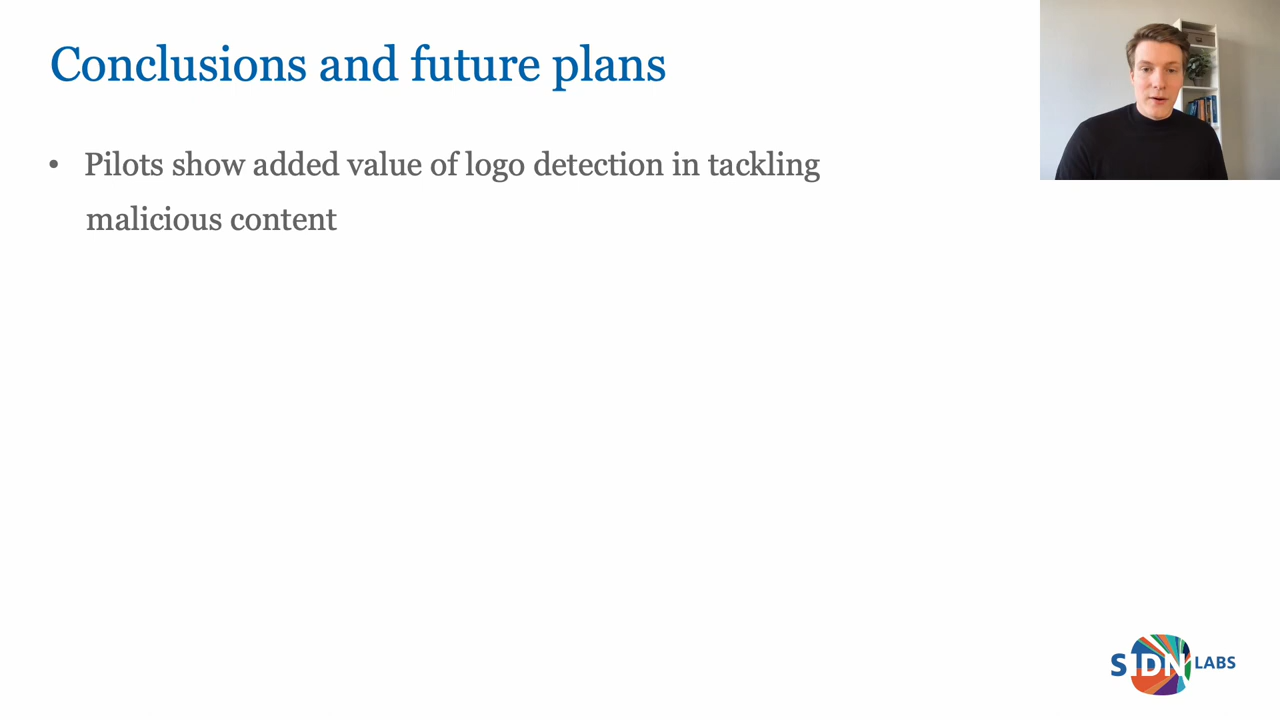 Conclusions and future plans
• Pilots show added value of logo detection in tackling
malicious content
SIDN LABS